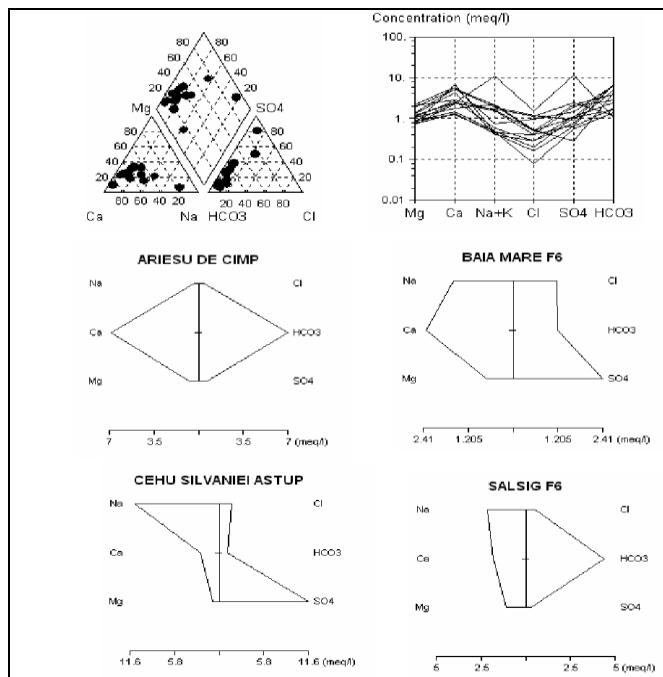 Concentration (meq/l)
80 80
60 60
40 40
20 20
Mg SO4
80 80
60 60
40 40
20 20
80 60 40 20 20 40 60 80
Ca Na HCO3 Cl
100.
10.
1.
0.1
0.01
Mg Ca Na+K Cl SO4 HCO3
ARIESU DE CIMP
Na Cl
Ca HCO3
Mg SO4
7 3.5 3.5 7 (meq/l)
BAIA MARE F6
Na Cl
Ca HCO3
Mg SO4
2.41 1.205 1.205 2.41 (meq/l)
CEHU SILVANIEI ASTUP
Na Cl
Ca HCO3
Mg SO4
11.6 5.8 5.8 11.6 (meq/l)
SALSIG F6
Na Cl
Ca HCO3
Mg SO4
5 2.5 2.5 5 (meq/l)